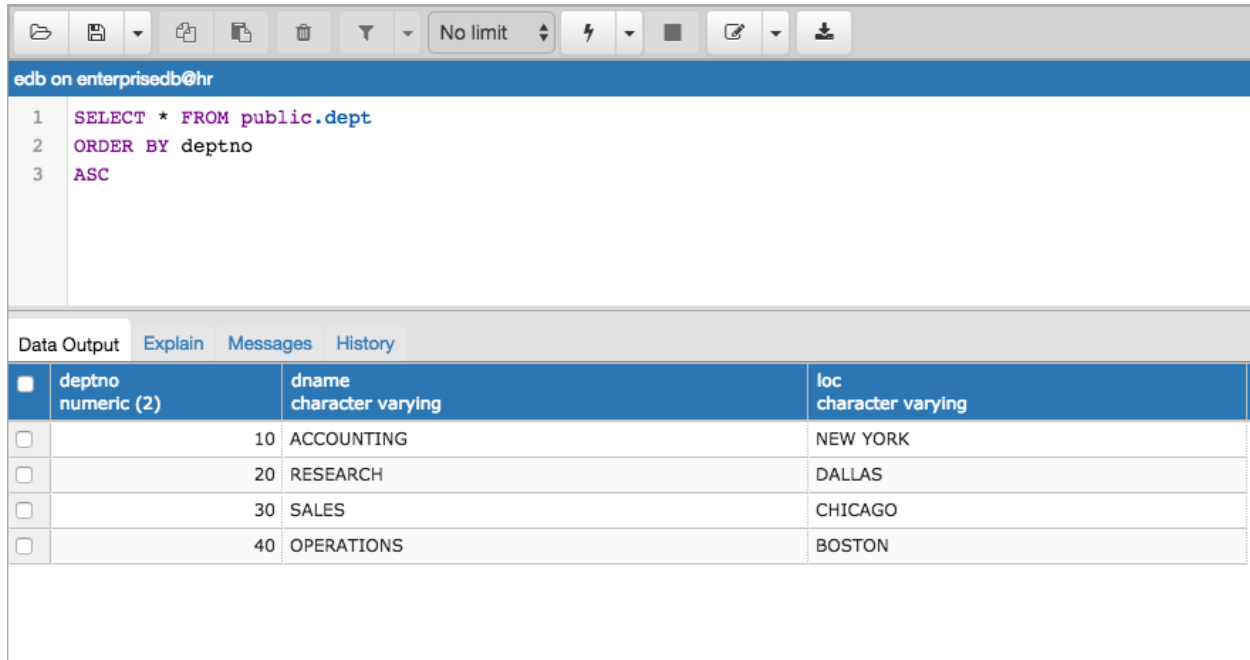 No limit
edb on enterprisedb@hr
1 SELECT * FROM public.dept
2 ORDER BY deptno
3 ASC
Data Output Explain Messages History
deptno dname loc
numeric (2) character varying character varying
10 ACCOUNTING NEW YORK
20 RESEARCH DALLAS
30 SALES CHICAGO
40 OPERATIONS BOSTON